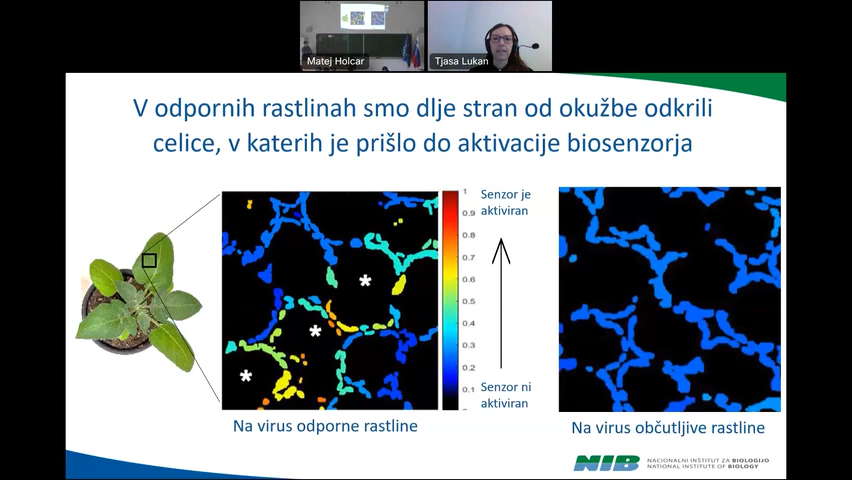 Matej Holcar
Tjasa Lukan
V odpornih rastlinah smo dlje stran od okužbe odkrili
celice, v katerih je prišlo do aktivacije biosenzorja
1
0.9
0.8
0.7
0.6
0.5
0.4
0.3
0.2
0.1
Senzor je
aktiviran
Senzor ni
aktiviran
*
*
*
Na virus odporne rastline
Na virus občutljive rastline
NIB
NACIONALNI INŠTITUT ZA BIOLOGIJO
NATIONAL INSTITUTE OF BIOLOGY